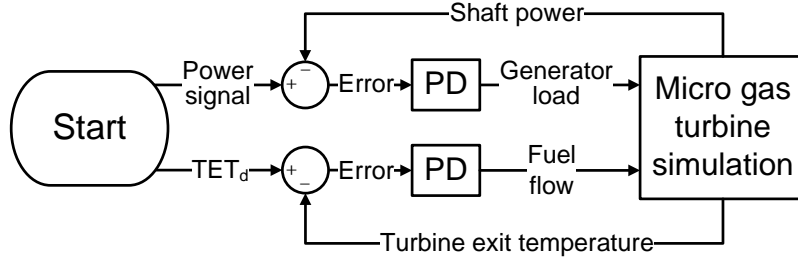 Shaft power
Power
signal
+
−
Error
PD
Generator
load
Micro gas
turbine
simulation
Start
TETd
+
−
Error
PD
Fuel
flow
Turbine exit temperature